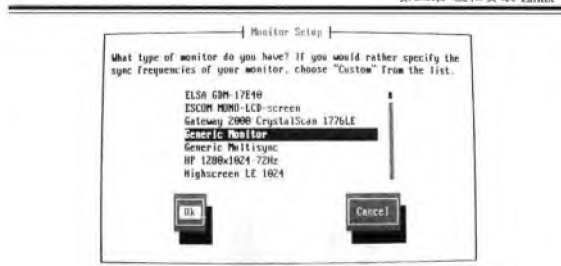 Monitor Setup
What type of monitor do you have? If you would rather specify the
sync frequencies of your monitor, choose "Custom" from the list.
ELSA GDM-17E40
ESCOM MONO-LCD-screen
Gateway 2000 CrystalScan 1776LE
Generic Monitor
Generic Multisync
HP 1280x1024 72Hz
Highscreen LE 1024
Ok
Cancel